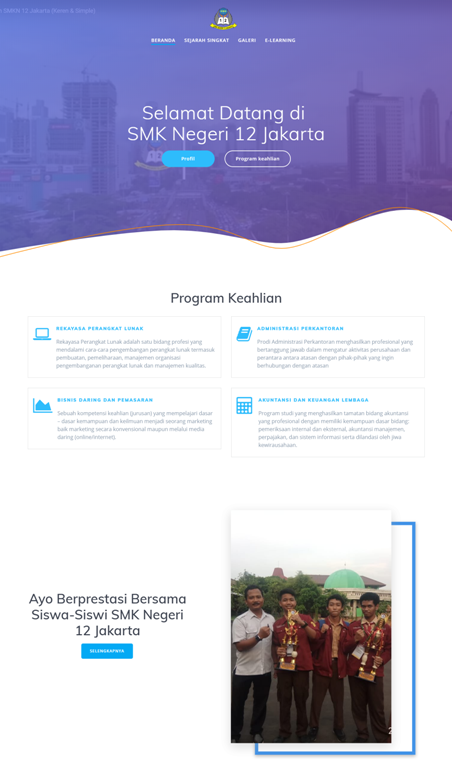 SMKN 12 Jakarta (Keren & Simple)
BERANDA SEJARAH SINGKAT GALERI E-LEARNING
Selamat Datang di
SMK Negeri 12 Jakarta
Profil Program keahlian
Program Keahlian
REKAYASA PERANGKAT LUNAK
Rekayasa Perangkat Lunak adalah satu bidang profesi yang
mendalami cara-cara pengembangan perangkat lunak termasuk
pembuatan, pemeliharaan, manajemen organisasi
pengembanganan perangkat lunak dan manajemen kualitas.
ADMINISTRASI PERKANTORAN
Prodi Administrasi Perkantoran menghasilkan profesional yang
bertanggung jawab dalam mengatur aktivitas perusahaan dan
perantara antara atasan dengan pihak-pihak yang ingin
berhubungan dengan atasan
BISNIS DARING DAN PEMASARAN
Sebuah kompetensi keahlian (jurusan) yang mempelajari dasar
– dasar kemampuan dan keilmuan menjadi seorang marketing
baik marketing secara konvensional maupun melalui media
daring (online/internet).
AKUNTANSI DAN KEUANGAN LEMBAGA
Program studi yang menghasilkan tamatan bidang akuntansi
yang profesional dengan memiliki kemampuan dasar bidang:
pemeriksaan internal dan eksternal, akuntansi manajemen,
perpajakan, dan sistem informasi serta dilandasi oleh jiwa
kewirausahaan.
Ayo Berprestasi Bersama
Siswa-Siswi SMK Negeri
12 Jakarta
SELENGKAPNYA